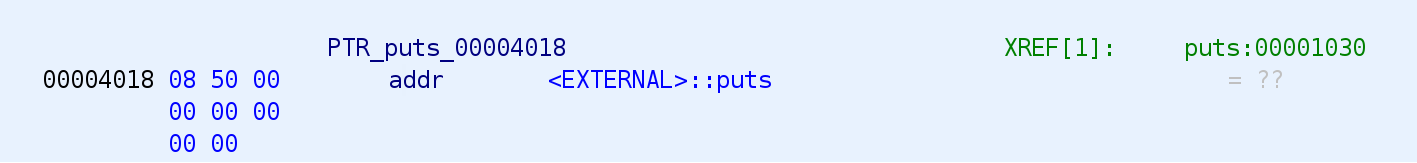 PTR_puts_00004018 XREF[1]: puts:00001030
00004018 08 50 00 addr <EXTERNAL>::puts = ??
00 00 00
00 00